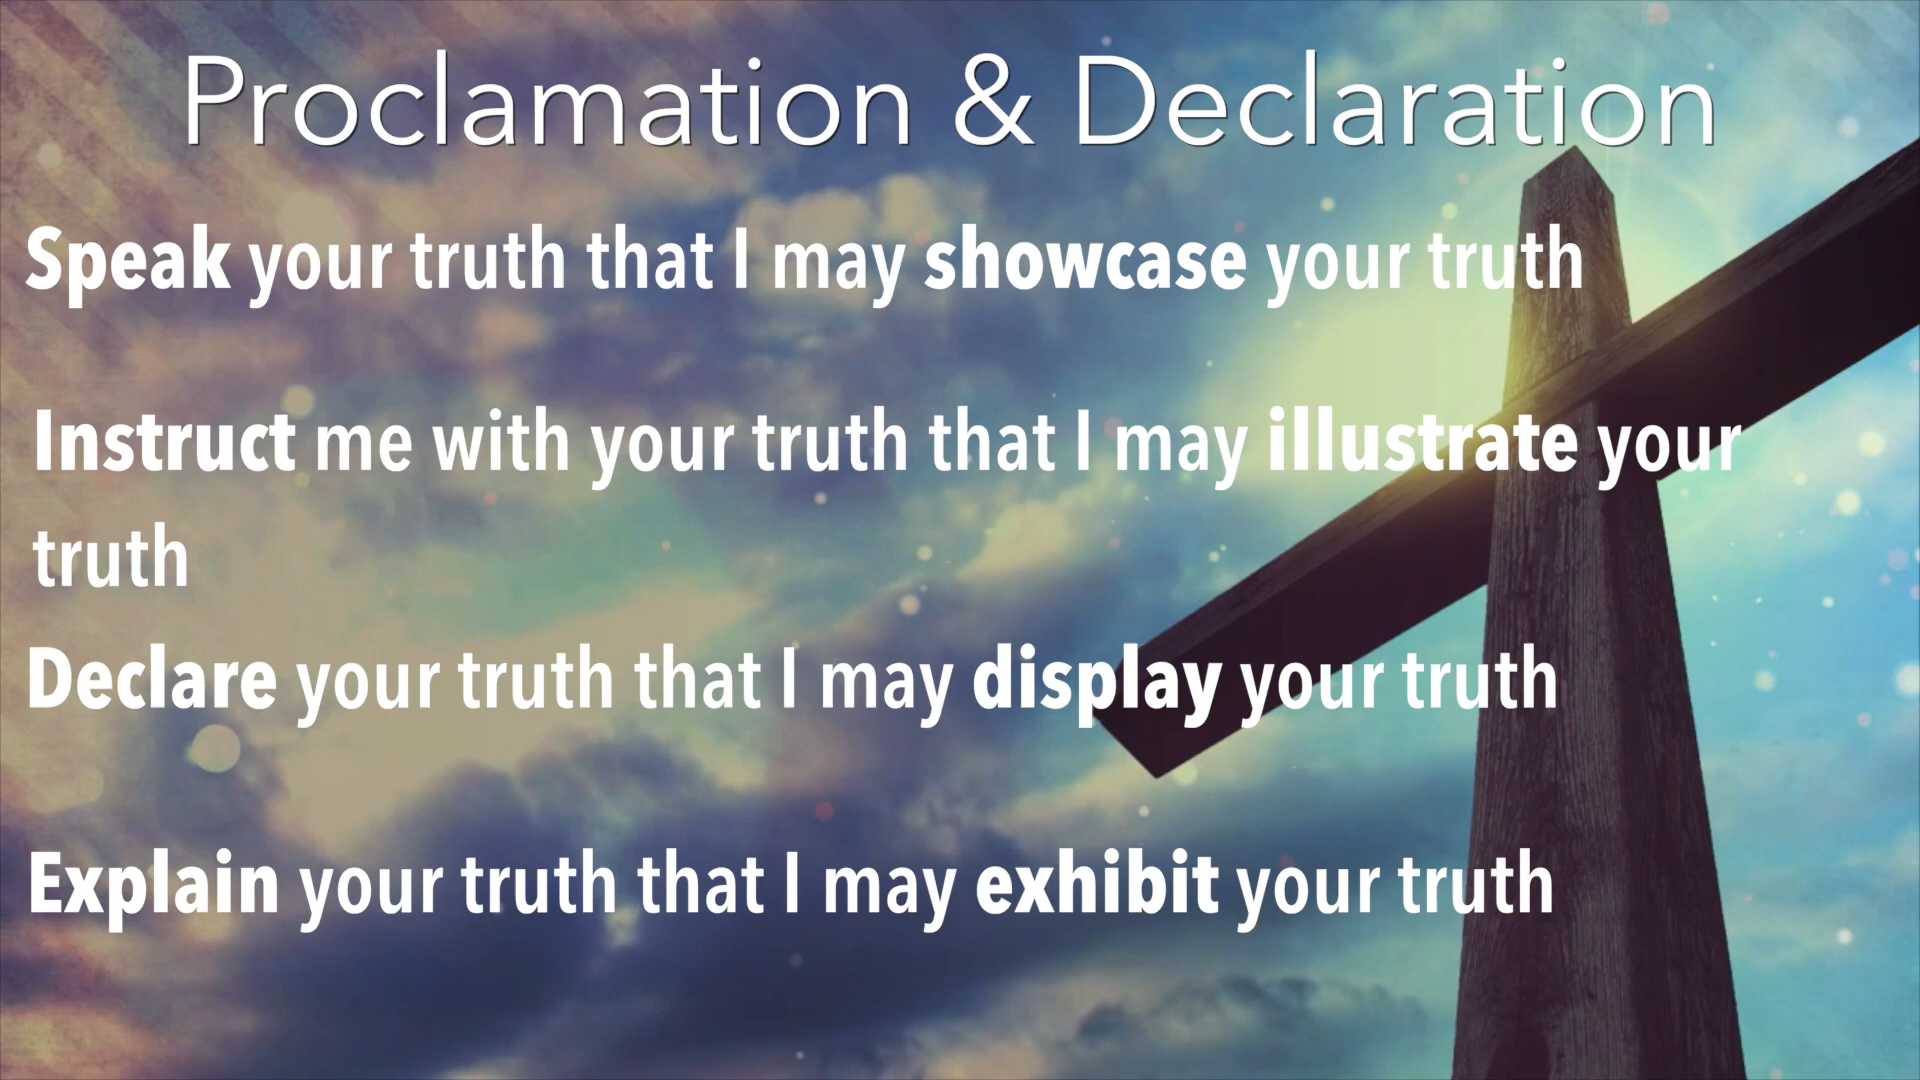 Proclamation & Declaration
Speak your truth that I may showcase your truth
Instruct me with your truth that I may illustrate your
truth
Declare your truth that I may display your truth
Explain your truth that I may exhibit your truth